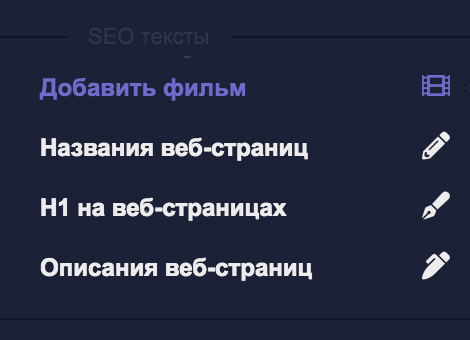 SEO тексты
Добавить фильм
Названия веб-страниц
H1 на веб-страницах
Описания веб-страниц